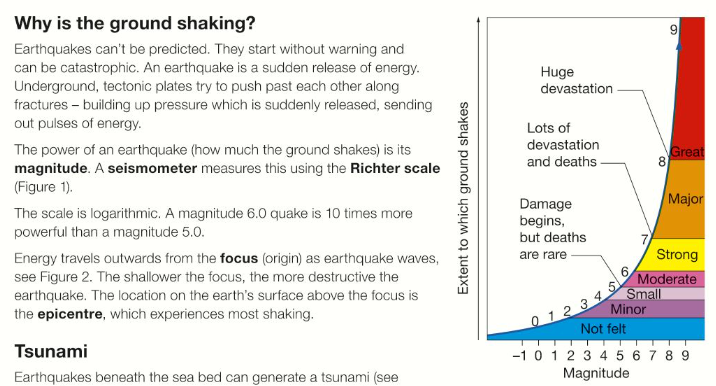 Why is the ground shaking?
Earthquakes can’t be predicted. They start without warning and
can be catastrophic. An earthquake is a sudden release of energy.
Underground, tectonic plates try to push past each other along
fractures – building up pressure which is suddenly released, sending
out pulses of energy.
The power of an earthquake (how much the ground shakes) is its
magnitude. A seismometer measures this using the Richter scale
(Figure 1).
The scale is logarithmic. A magnitude 6.0 quake is 10 times more
powerful than a magnitude 5.0.
Energy travels outwards from the focus (origin) as earthquake waves,
see Figure 2. The shallower the focus, the more destructive the
earthquake. The location on the earth’s surface above the focus is
the epicentre, which experiences most shaking.
Tsunami
Earthquakes beneath the sea bed can generate a tsunami (see
Extent to which ground shakes
9
Huge
devastation
Great
8
Lots of
devastation
and deaths
Major
7
Damage
begins,
but deaths
are rare
Strong
6
Moderate
5
Small
4
3
Minor
2
1
0
Not felt
–1 0 1 2 3 4 5 6 7 8 9
Magnitude